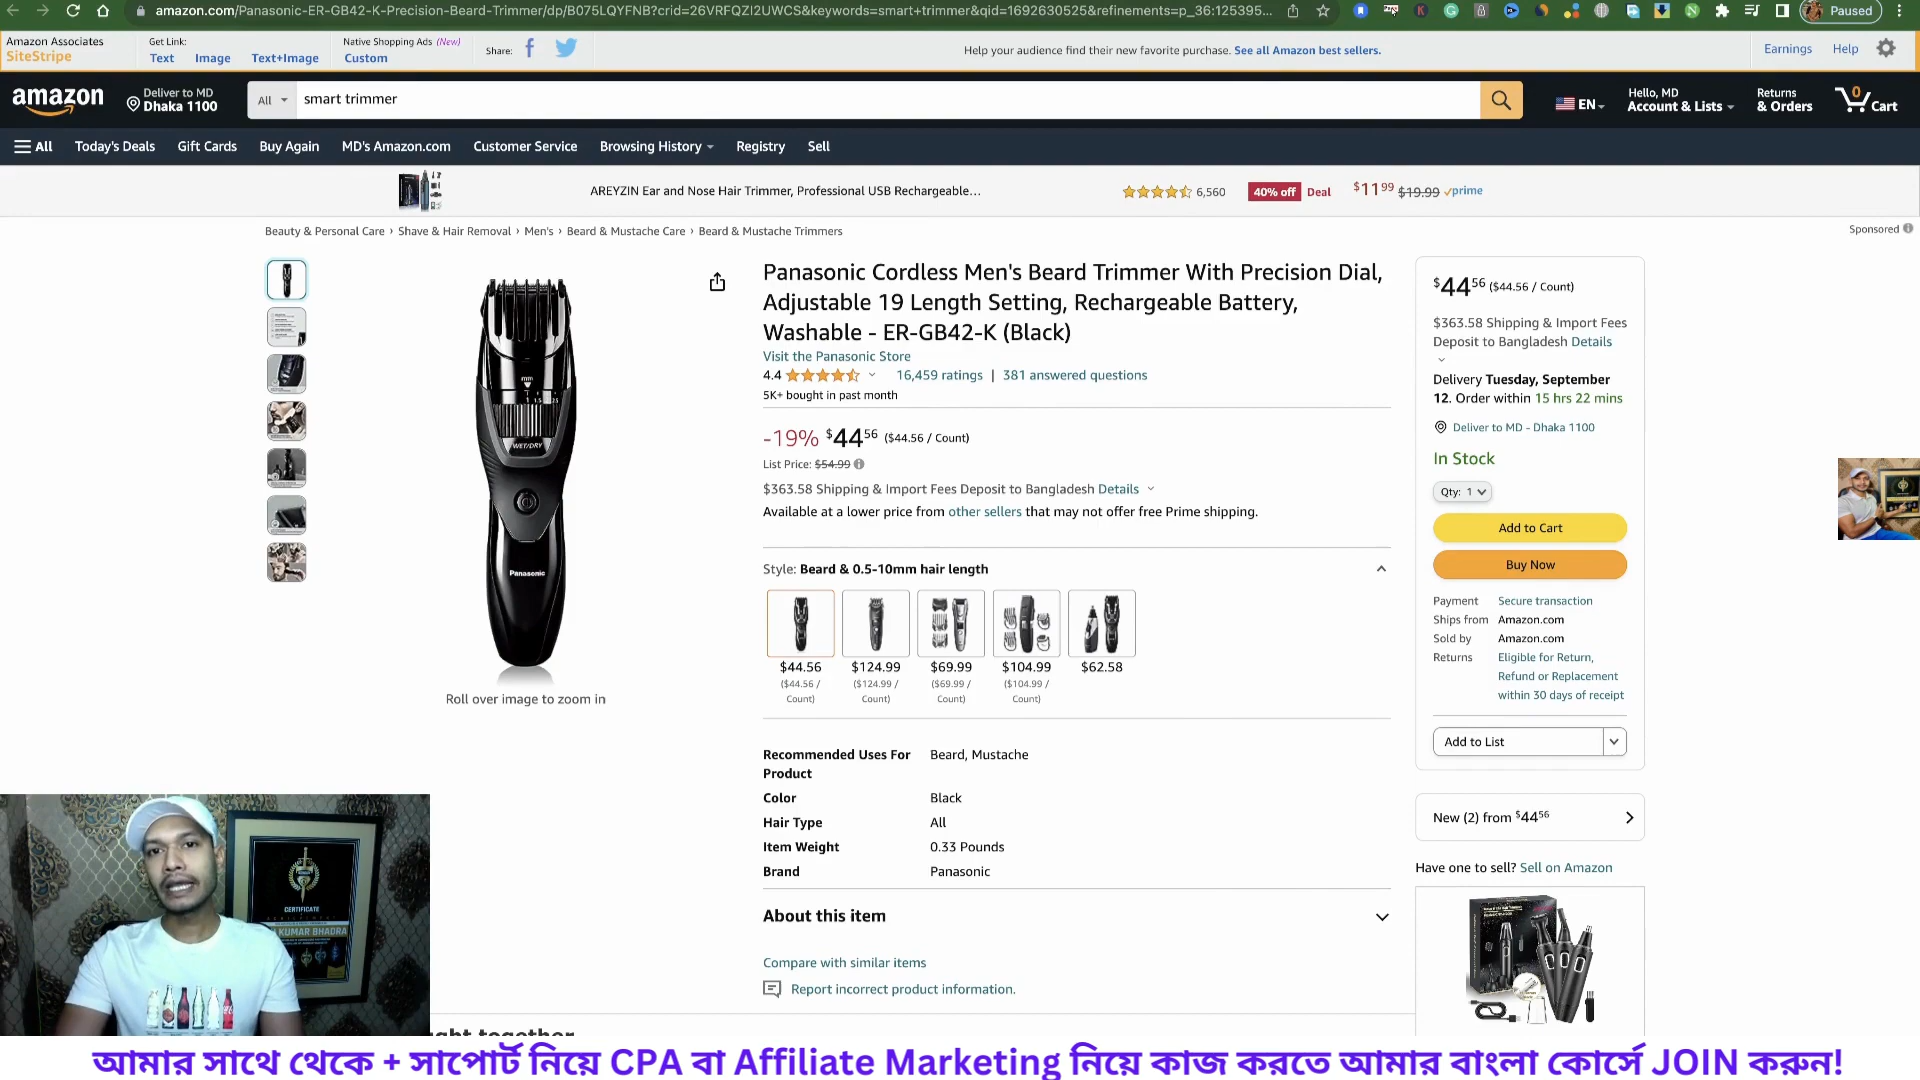 amazon.com/Panasonic-ER-GB42-K-Precision-Beard-Trimmer/dp/B075LQYFNB?crid=26VRFQZI2UWCS&keywords=smart+trimmer&qid=1692630525&refinements=p_36:125395...
Paused
Amazon Associates
SiteStripe
Get Link:
Text Image Text+Image
Native Shopping Ads (New)
Custom
Share:
Help your audience find their new favorite purchase. See all Amazon best sellers.
Earnings Help
amazon
Deliver to MD
Dhaka 1100
All
smart trimmer
EN
Hello, MD
Account & Lists
Returns
& Orders
0
Cart
All Today's Deals Gift Cards Buy Again MD's Amazon.com Customer Service Browsing History Registry Sell
AREYZIN Ear and Nose Hair Trimmer, Professional USB Rechargeable...
6,560
40% off Deal
$11.99 $19.99 prime
Sponsored
Beauty & Personal Care › Shave & Hair Removal › Men's › Beard & Mustache Care › Beard & Mustache Trimmers
mm
WET/DRY
Panasonic
Roll over image to zoom in
Panasonic Cordless Men's Beard Trimmer With Precision Dial,
Adjustable 19 Length Setting, Rechargeable Battery,
Washable - ER-GB42-K (Black)
Visit the Panasonic Store
4.4 16,459 ratings | 381 answered questions
5K+ bought in past month
-19% $44.56 ($44.56 / Count)
List Price: $54.99
$363.58 Shipping & Import Fees Deposit to Bangladesh Details
Available at a lower price from other sellers that may not offer free Prime shipping.
Style: Beard & 0.5-10mm hair length
$44.56 $124.99 $69.99 $104.99 $62.58
($44.56 / ($124.99 / ($69.99 / ($104.99 /
Count) Count) Count) Count)
Recommended Uses For Product Beard, Mustache
Color Black
Hair Type All
Item Weight 0.33 Pounds
Brand Panasonic
About this item
Compare with similar items
Report incorrect product information.
$44.56 ($44.56 / Count)
$363.58 Shipping & Import Fees
Deposit to Bangladesh Details
Delivery Tuesday, September
12. Order within 15 hrs 22 mins
Deliver to MD - Dhaka 1100
In Stock
Qty: 1
Add to Cart
Buy Now
Payment Secure transaction
Ships from Amazon.com
Sold by Amazon.com
Returns Eligible for Return,
Refund or Replacement
within 30 days of receipt
Add to List
New (2) from $44.56
Have one to sell? Sell on Amazon
CERTIFICATE
KUMAR BHADRA
আমার সাথে থেকে + সাপোর্ট নিয়ে CPA বা Affiliate Marketing নিয়ে কাজ করতে আমার বাংলা কোর্সে JOIN করুন!